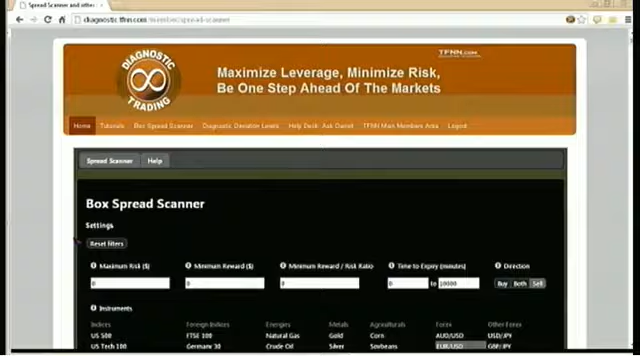 Spread Scanner and other
diagnostic.tfnn.com/member/spread-scanner
DIAGNOSTIC
TRADING
TFNN.COM
Maximize Leverage, Minimize Risk,
Be One Step Ahead Of The Markets
Home Tutorials Box Spread Scanner Diagnostic Deviation Levels Help Desk: Ask Daniel TFNN Main Members Area Logout
Spread Scanner Help
Box Spread Scanner
Settings
Reset filters
Maximum Risk ($) Minimum Reward ($) Minimum Reward / Risk Ratio Time to Expiry (minutes) Direction
0 0 0 0 to 10000 Buy Both Sell
Instruments
Indices Foreign Indices Energies Metals Agriculturals Forex Other Forex
US 500 FTSE 100 Natural Gas Gold Corn AUD/USD USD/JPY
US Tech 100 Germany 30 Crude Oil Silver Soybeans EUR/USD GBP/JPY